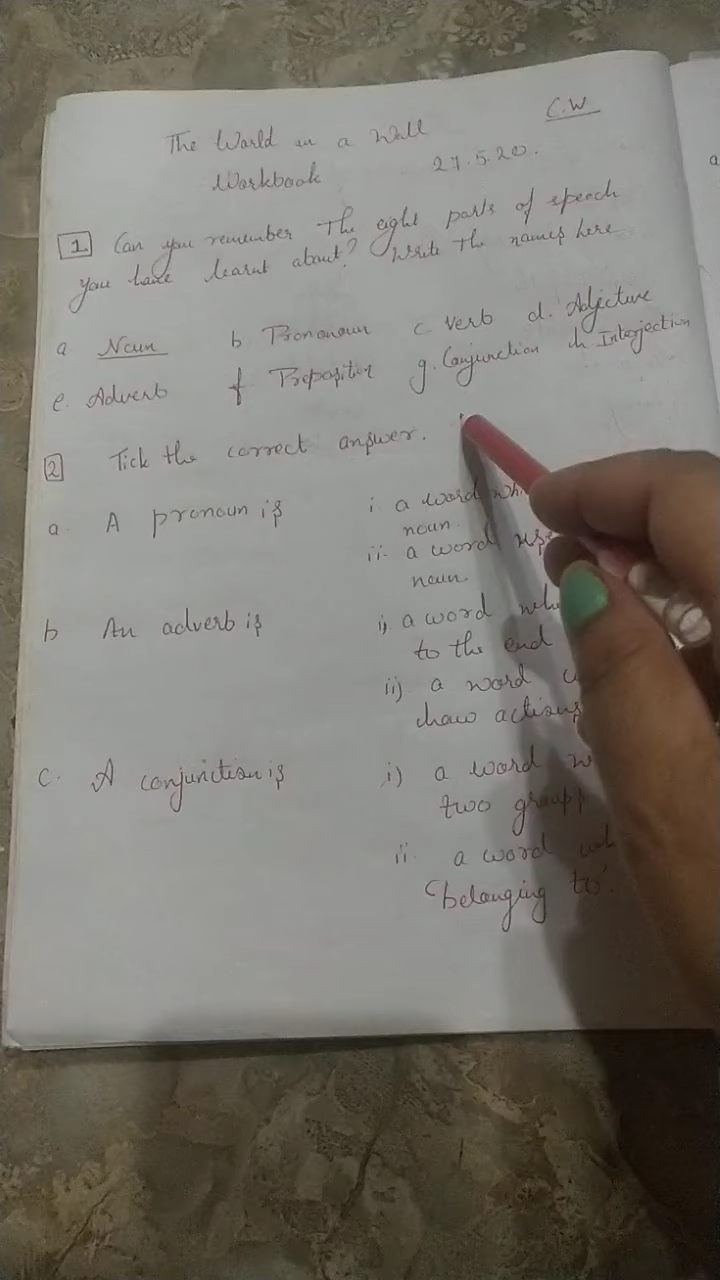 C.W
The World in a Wall
Workbook 27.5.20.
1 Can you remember The eight parts of speech
you have learnt about? Write The names here
a Noun b Prononoun c. Verb d. Adjective
e. Adverb f Prepositor g. Conjunction h. Interjection
2 Tick the correct answer.
a. A pronoun is i. a word
noun.
ii. a word
noun
b An adverb is i) a word
to the end
ii) a word
how actions
c. A conjunction is i) a word
two groups
ii a word
'belonging to'.
a